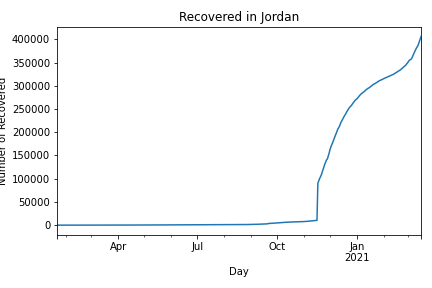 Recovered in Jordan
Number of Recovered
400000
350000
300000
250000
200000
150000
100000
50000
0
Apr
Jul
Oct
Jan
2021
Day